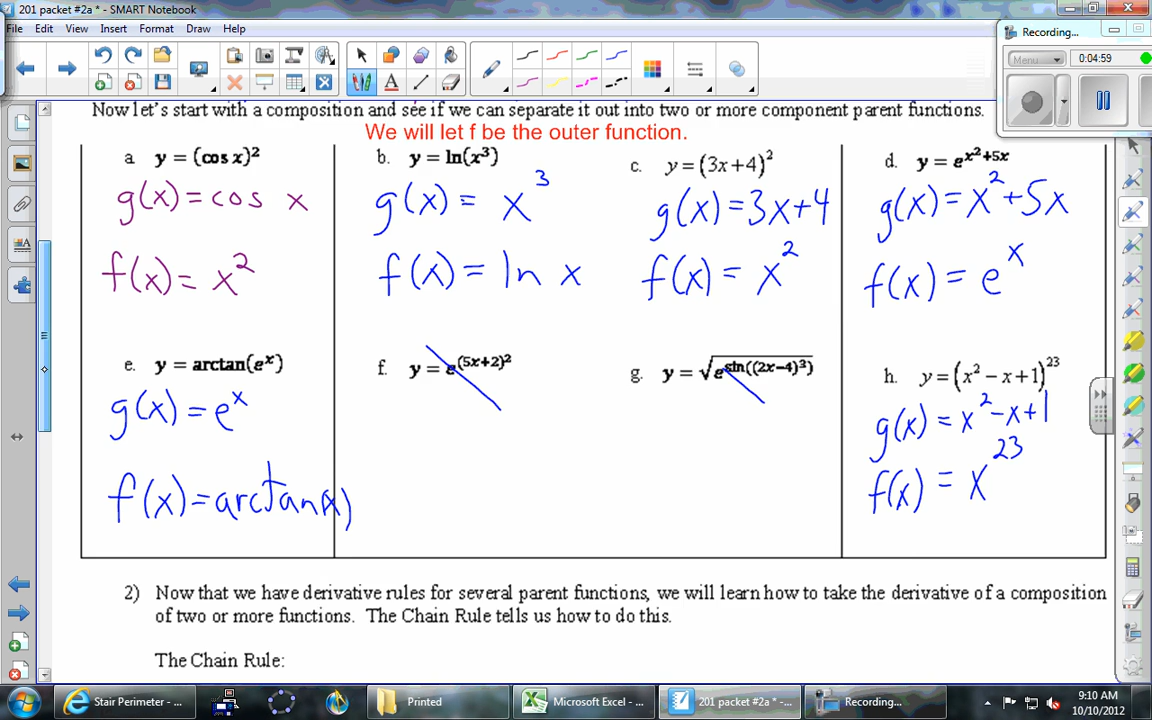 201 packet #2a * - SMART Notebook
File Edit View Insert Format Draw Help
Recording...
Menu
0:04:59
Now let's start with a composition and see if we can separate it out into two or more component parent functions.
We will let f be the outer function.
a y = (cos x)²
g(x) = cos x
f(x) = x²
b. y = ln(x³)
g(x) = x³
f(x) = ln x
c. y = (3x+4)²
g(x) = 3x+4
f(x) = x²
d. y = e^(x²+5x)
g(x) = x²+5x
f(x) = e^x
e. y = arctan(e^x)
g(x) = e^x
f(x) = arctan(x)
f. y = e^((5x+2)²)
g. y = √(e^(sin((2x−4)³)))
h. y = (x² − x + 1)^23
g(x) = x² − x + 1
f(x) = x^23
2) Now that we have derivative rules for several parent functions, we will learn how to take the derivative of a composition
of two or more functions. The Chain Rule tells us how to do this.
The Chain Rule:
Stair Perimeter - ...
Printed
Microsoft Excel - ...
201 packet #2a * -...
Recording...
9:10 AM
10/10/2012